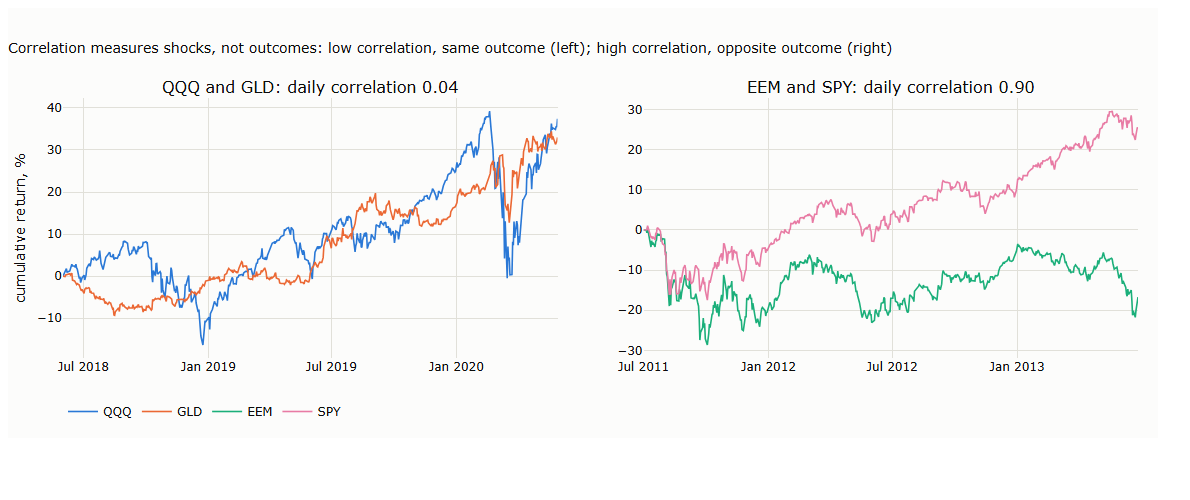 Correlation measures shocks, not outcomes: low correlation, same outcome (left); high correlation, opposite outcome (right)
QQQ and GLD: daily correlation 0.04
cumulative return, %
40
30
20
10
0
−10
Jul 2018 Jan 2019 Jul 2019 Jan 2020
EEM and SPY: daily correlation 0.90
30
20
10
0
−10
−20
−30
Jul 2011 Jan 2012 Jul 2012 Jan 2013
QQQ GLD EEM SPY